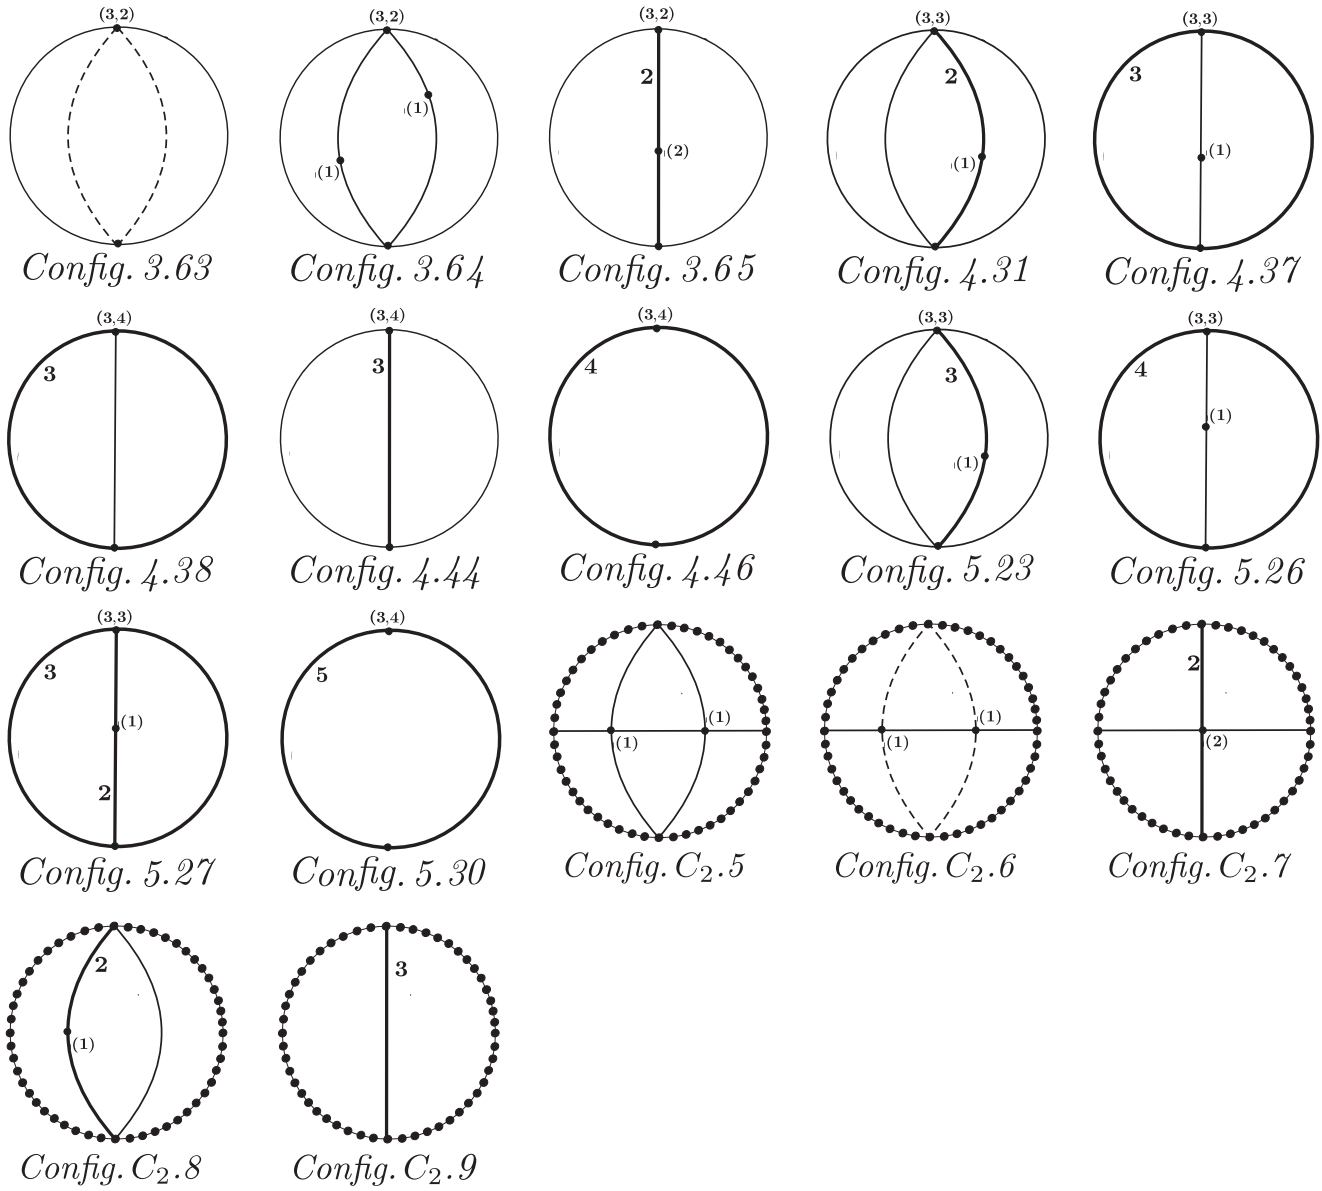 (3,2) (3,2) (3,2) (3,3) (3,3)
2 2 3
(1) (1) (2) (1) (1)
Config. 3.63 Config. 3.64 Config. 3.65 Config. 4.31 Config. 4.37
(3,4) (3,4) (3,4) (3,3) (3,3)
3 3 4 3 4
(1) (1)
Config. 4.38 Config. 4.44 Config. 4.46 Config. 5.23 Config. 5.26
(3,3) (3,4)
3 5 2
(1) (1) (1) (1) (1) (2)
2
Config. 5.27 Config. 5.30 Config. C₂.5 Config. C₂.6 Config. C₂.7
2 3
(1)
Config. C₂.8 Config. C₂.9